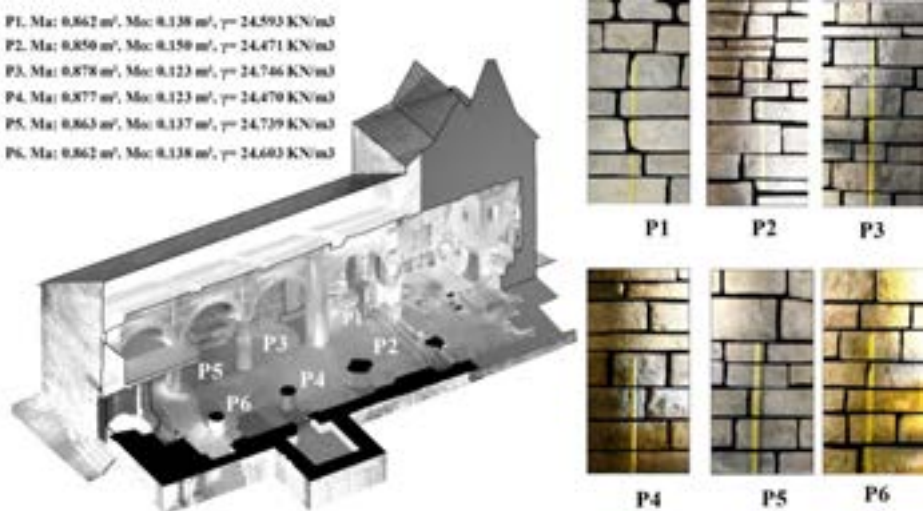 P1. Ma: 0.862 m², Mo: 0.138 m², γ= 24.593 KN/m3
P2. Ma: 0.850 m², Mo: 0.150 m², γ= 24.471 KN/m3
P3. Ma: 0.878 m², Mo: 0.123 m², γ= 24.746 KN/m3
P4. Ma: 0.877 m², Mo: 0.123 m², γ= 24.470 KN/m3
P5. Ma: 0.863 m², Mo: 0.137 m², γ= 24.739 KN/m3
P6. Ma: 0.862 m², Mo: 0.138 m², γ= 24.603 KN/m3
P1
P3
P2
P5
P4
P6
P1
P2
P3
P4
P5
P6